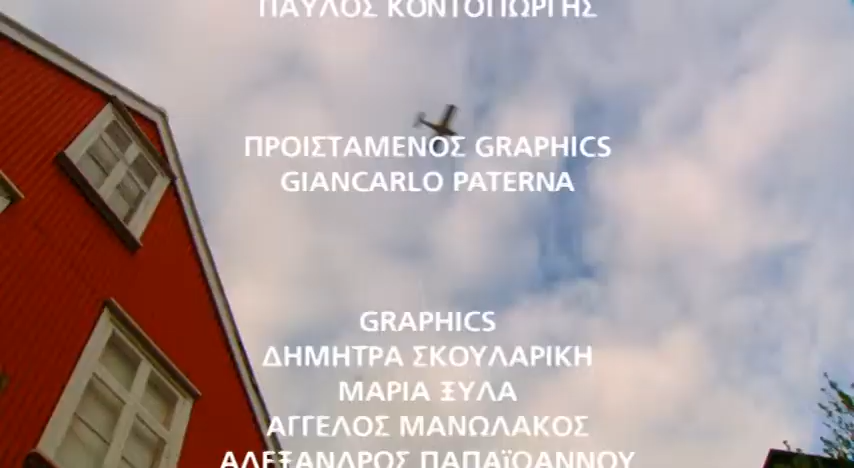 ΠΑΥΛΟΣ ΚΟΝΤΟΓΙΩΡΓΗΣ
ΠΡΟΙΣΤΑΜΕΝΟΣ GRAPHICS
GIANCARLO PATERNA
GRAPHICS
ΔΗΜΗΤΡΑ ΣΚΟΥΛΑΡΙΚΗ
ΜΑΡΙΑ ΞΥΛΑ
ΑΓΓΕΛΟΣ ΜΑΝΩΛΑΚΟΣ
ΑΛΕΞΑΝΔΡΟΣ ΠΑΠΑΪΩΑΝΝΟΥ